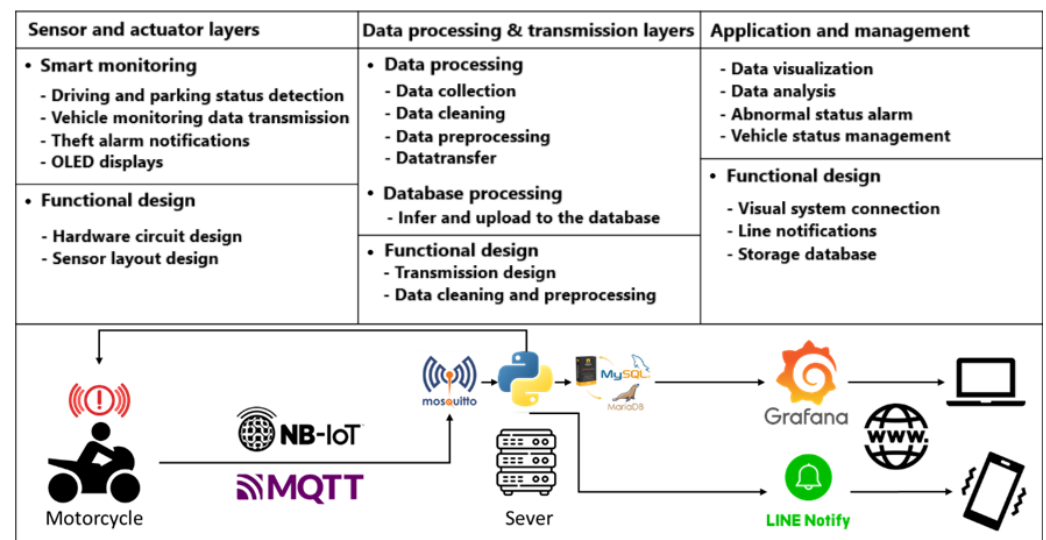 Sensor and actuator layers
• Smart monitoring
- Driving and parking status detection
- Vehicle monitoring data transmission
- Theft alarm notifications
- OLED displays
• Functional design
- Hardware circuit design
- Sensor layout design
Data processing & transmission layers
• Data processing
- Data collection
- Data cleaning
- Data preprocessing
- Datatransfer
• Database processing
- Infer and upload to the database
• Functional design
- Transmission design
- Data cleaning and preprocessing
Application and management
- Data visualization
- Data analysis
- Abnormal status alarm
- Vehicle status management
• Functional design
- Visual system connection
- Line notifications
- Storage database
Motorcycle
NB-IoT
MQTT
mosquitto
Sever
MySQL
MariaDB
Grafana
WWW.
LINE Notify